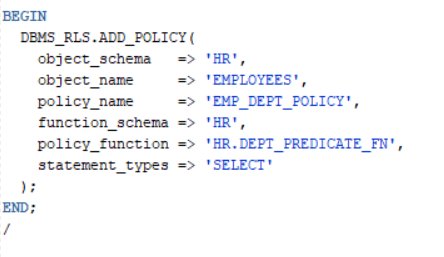 BEGIN
  DBMS_RLS.ADD_POLICY(
    object_schema   => 'HR',
    object_name     => 'EMPLOYEES',
    policy_name     => 'EMP_DEPT_POLICY',
    function_schema => 'HR',
    policy_function => 'HR.DEPT_PREDICATE_FN',
    statement_types => 'SELECT'
  );
END;
/